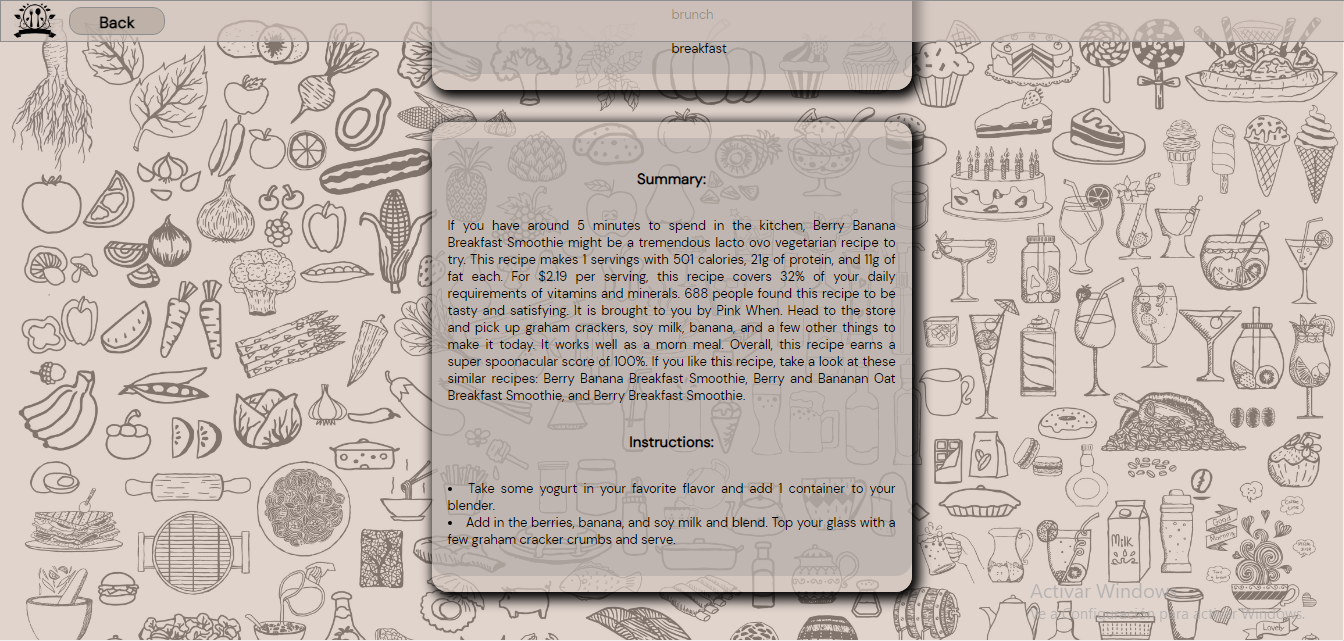 Back
brunch
breakfast
Summary:
If you have around 5 minutes to spend in the kitchen, Berry Banana
Breakfast Smoothie might be a tremendous lacto ovo vegetarian recipe to
try. This recipe makes 1 servings with 501 calories, 21g of protein, and 11g of
fat each. For $2.19 per serving, this recipe covers 32% of your daily
requirements of vitamins and minerals. 688 people found this recipe to be
tasty and satisfying. It is brought to you by Pink When. Head to the store
and pick up graham crackers, soy milk, banana, and a few other things to
make it today. It works well as a morn meal. Overall, this recipe earns a
super spoonacular score of 100%. If you like this recipe, take a look at these
similar recipes: Berry Banana Breakfast Smoothie, Berry and Bananan Oat
Breakfast Smoothie, and Berry Breakfast Smoothie.
Instructions:
• Take some yogurt in your favorite flavor and add 1 container to your
blender.
• Add in the berries, banana, and soy milk and blend. Top your glass with a
few graham cracker crumbs and serve.
Milk
Good
Morning
Lovely
Activar Windows
a configuración para activar Windows.